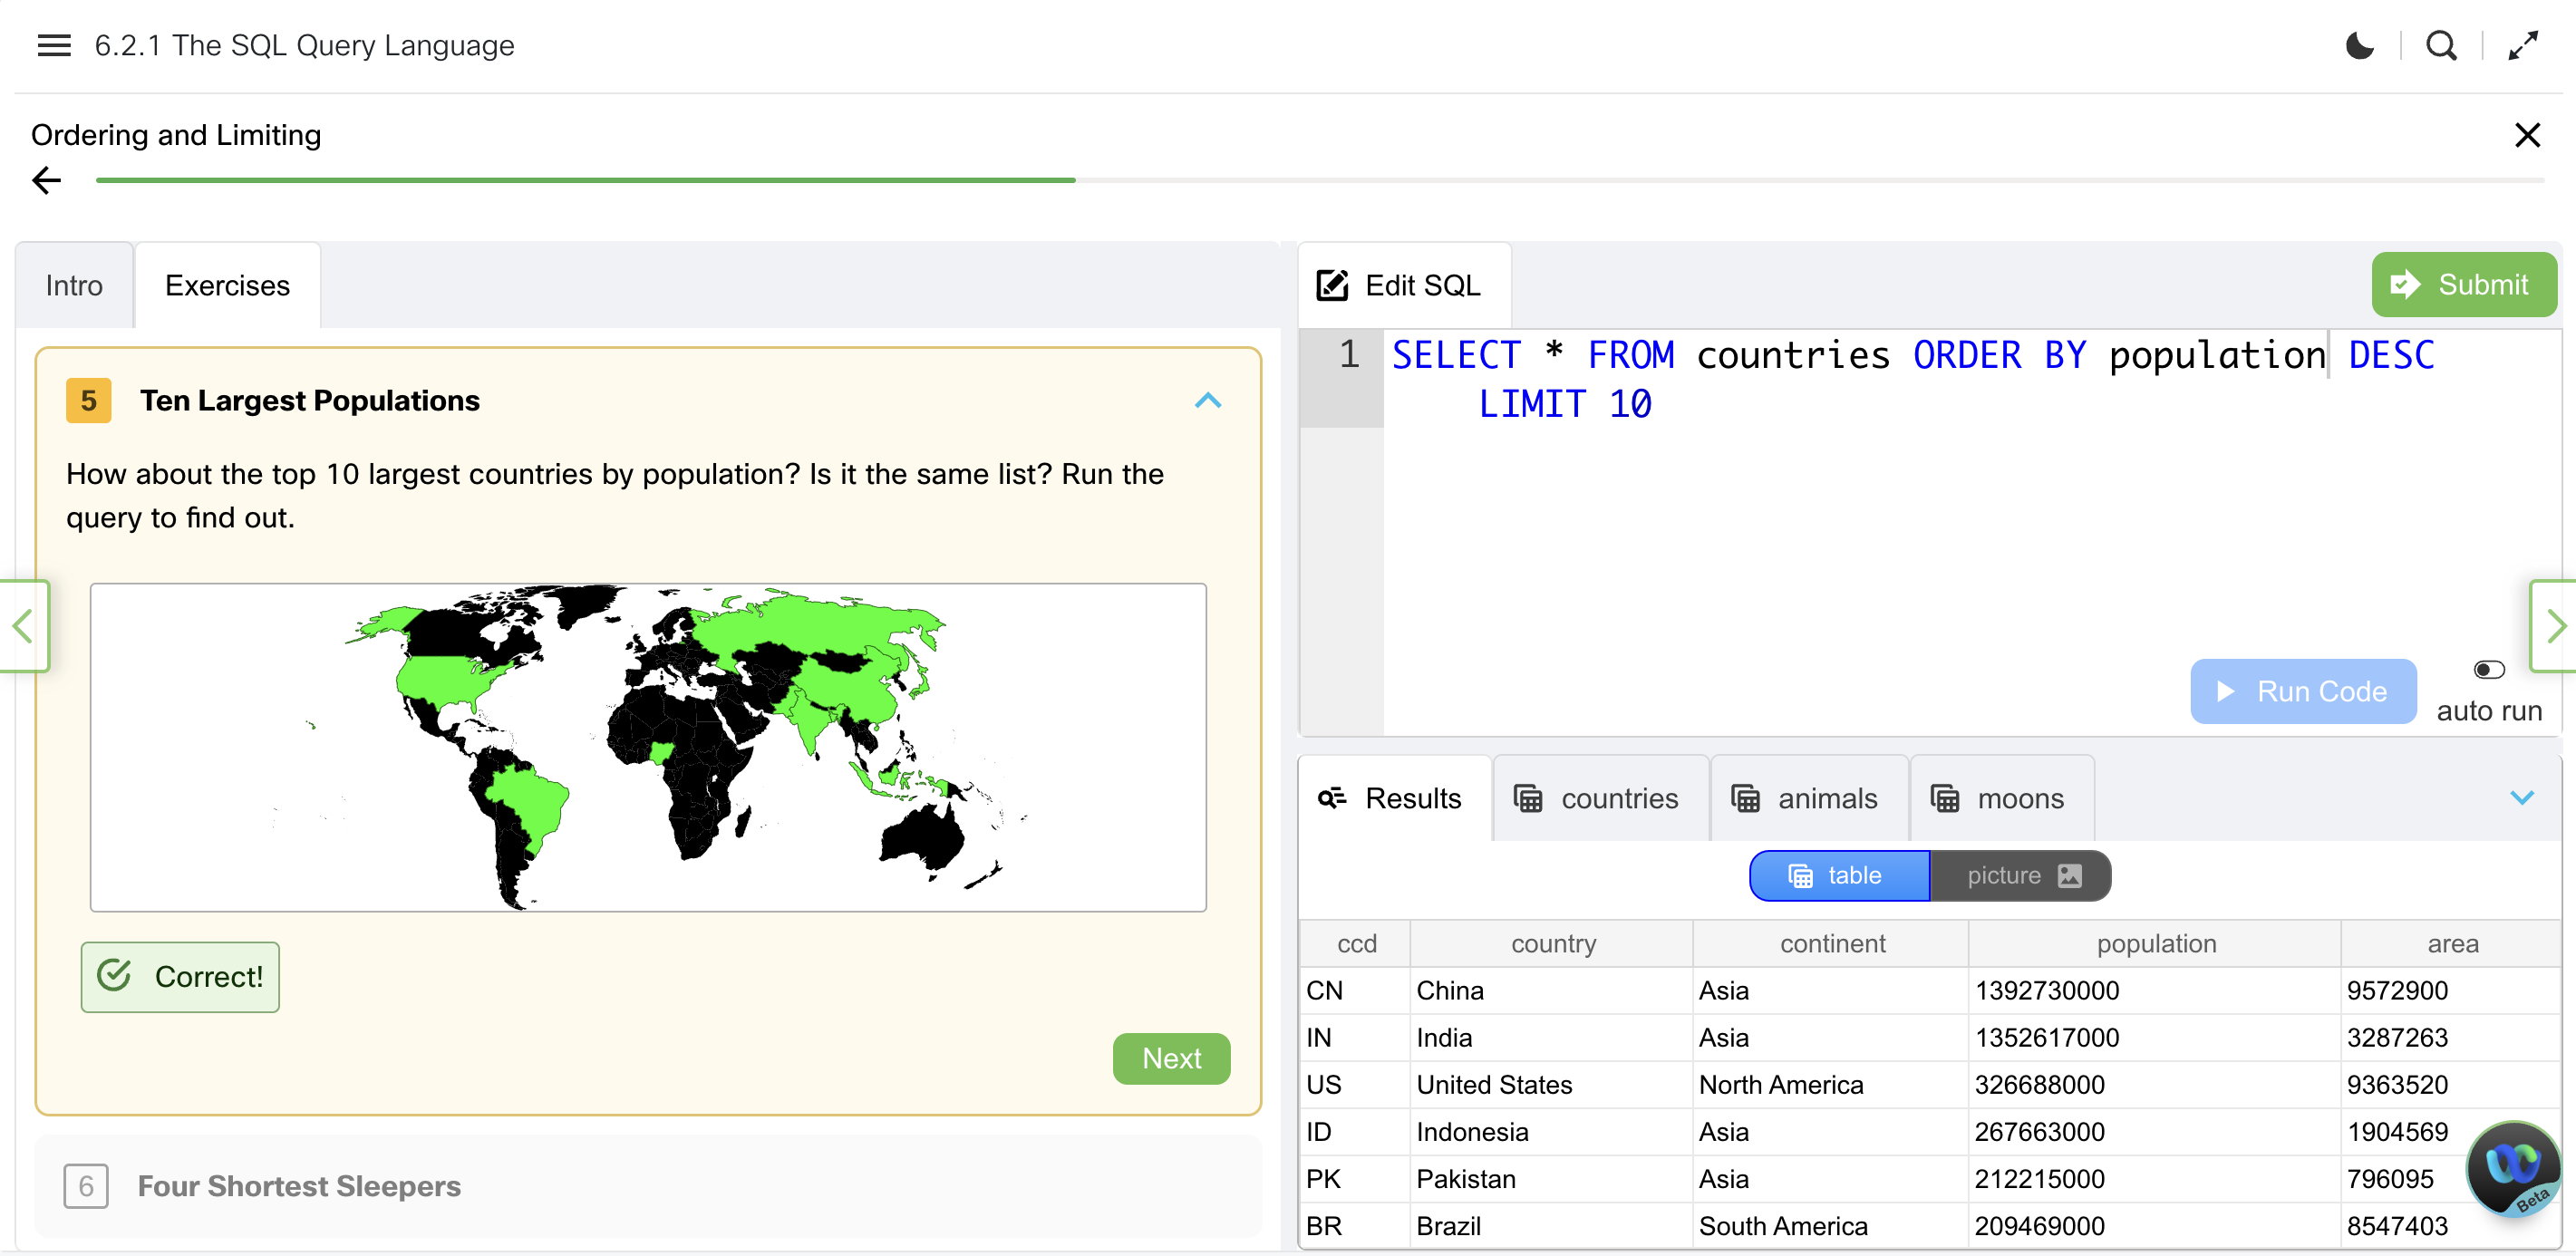 6.2.1 The SQL Query Language
Ordering and Limiting
Intro
Exercises
5 Ten Largest Populations
How about the top 10 largest countries by population? Is it the same list? Run the
query to find out.
Correct!
Next
6 Four Shortest Sleepers
Edit SQL
Submit
1 SELECT * FROM countries ORDER BY population DESC
LIMIT 10
Run Code
auto run
Results
countries
animals
moons
table
picture
ccd country continent population area
CN China Asia 1392730000 9572900
IN India Asia 1352617000 3287263
US United States North America 326688000 9363520
ID Indonesia Asia 267663000 1904569
PK Pakistan Asia 212215000 796095
BR Brazil South America 209469000 8547403
Beta